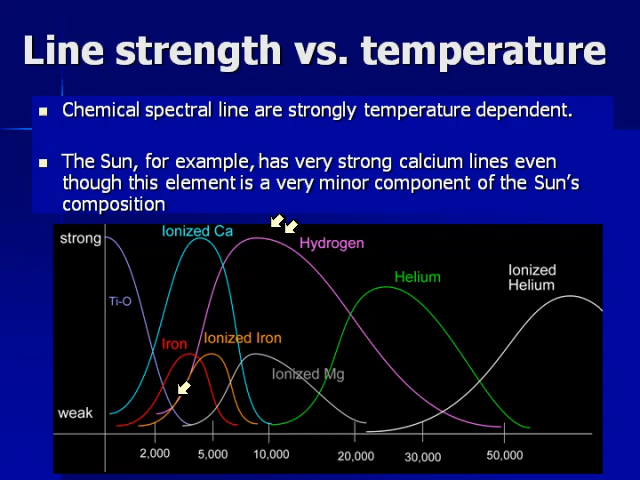 Line strength vs. temperature
Chemical spectral line are strongly temperature dependent.
The Sun, for example, has very strong calcium lines even
though this element is a very minor component of the Sun's
composition
strong
Ionized Ca
Hydrogen
Helium
Ionized
Helium
Ti-O
Iron
Ionized Iron
Ionized Mg
weak
2,000
5,000
10,000
20,000
30,000
50,000